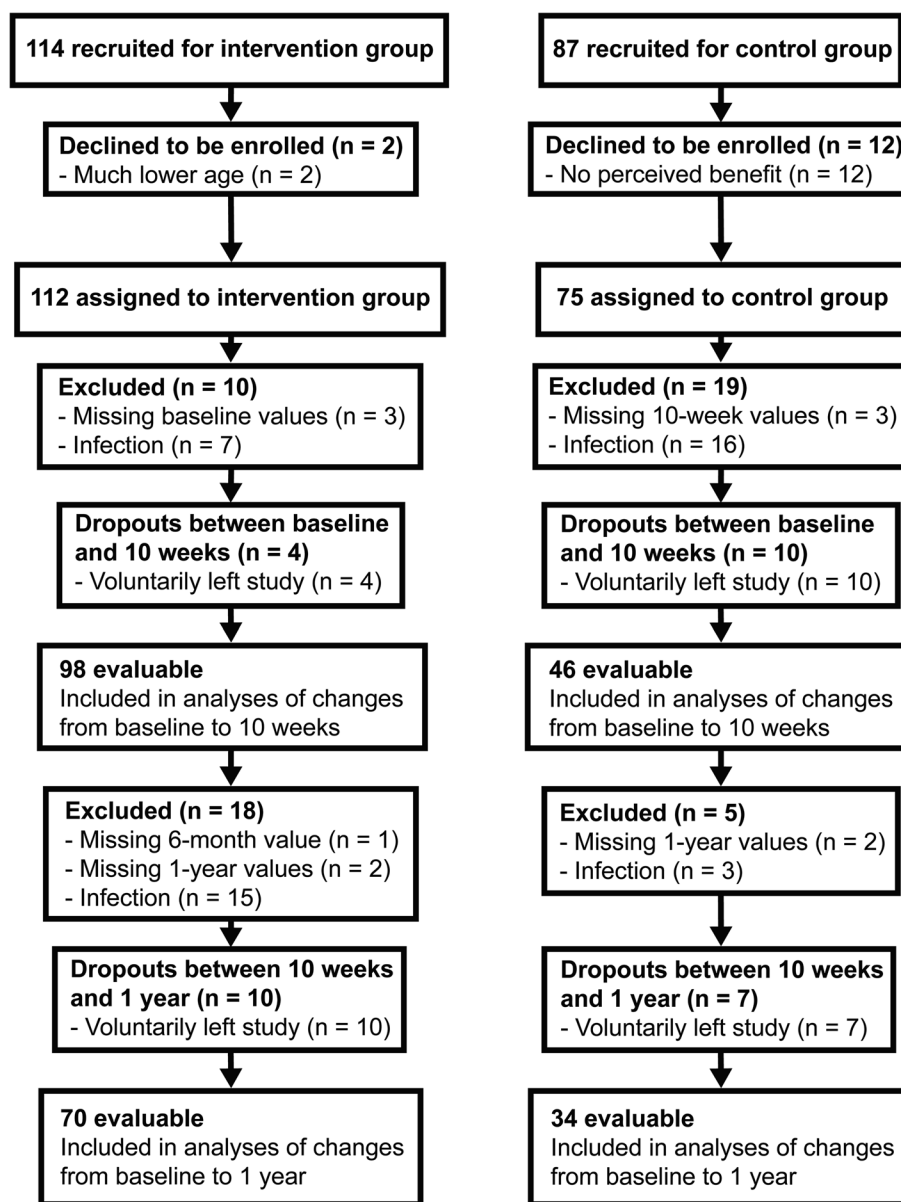 114 recruited for intervention group
Declined to be enrolled (n = 2)
- Much lower age (n = 2)
112 assigned to intervention group
Excluded (n = 10)
- Missing baseline values (n = 3)
- Infection (n = 7)
Dropouts between baseline
and 10 weeks (n = 4)
- Voluntarily left study (n = 4)
98 evaluable
Included in analyses of changes
from baseline to 10 weeks
Excluded (n = 18)
- Missing 6-month value (n = 1)
- Missing 1-year values (n = 2)
- Infection (n = 15)
Dropouts between 10 weeks
and 1 year (n = 10)
- Voluntarily left study (n = 10)
70 evaluable
Included in analyses of changes
from baseline to 1 year
87 recruited for control group
Declined to be enrolled (n = 12)
- No perceived benefit (n = 12)
75 assigned to control group
Excluded (n = 19)
- Missing 10-week values (n = 3)
- Infection (n = 16)
Dropouts between baseline
and 10 weeks (n = 10)
- Voluntarily left study (n = 10)
46 evaluable
Included in analyses of changes
from baseline to 10 weeks
Excluded (n = 5)
- Missing 1-year values (n = 2)
- Infection (n = 3)
Dropouts between 10 weeks
and 1 year (n = 7)
- Voluntarily left study (n = 7)
34 evaluable
Included in analyses of changes
from baseline to 1 year